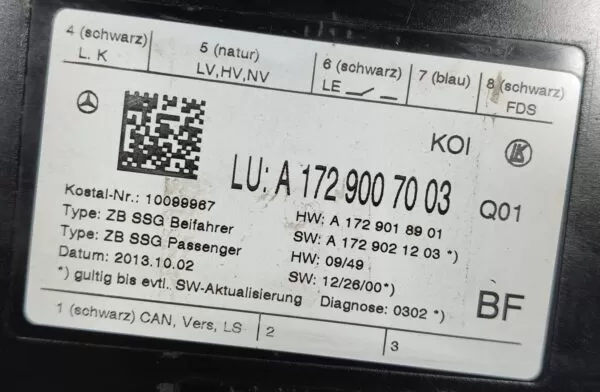 4 (schwarz)
L. K
5 (natur)
LV,HV,NV
6 (schwarz)
LE
7 (blau)
8 (schwarz)
FDS
KOI
LK
LU: A 172 900 70 03
Q01
Kostal-Nr.: 10099967
HW: A 172 901 89 01
Type: ZB SSG Beifahrer
SW: A 172 902 12 03 *)
Type: ZB SSG Passenger
HW: 09/49
Datum: 2013.10.02
SW: 12/26/00*)
*) gultig bis evtl. SW-Aktualisierung
Diagnose: 0302 *)
BF
1 (schwarz) CAN, Vers, LS
2
3